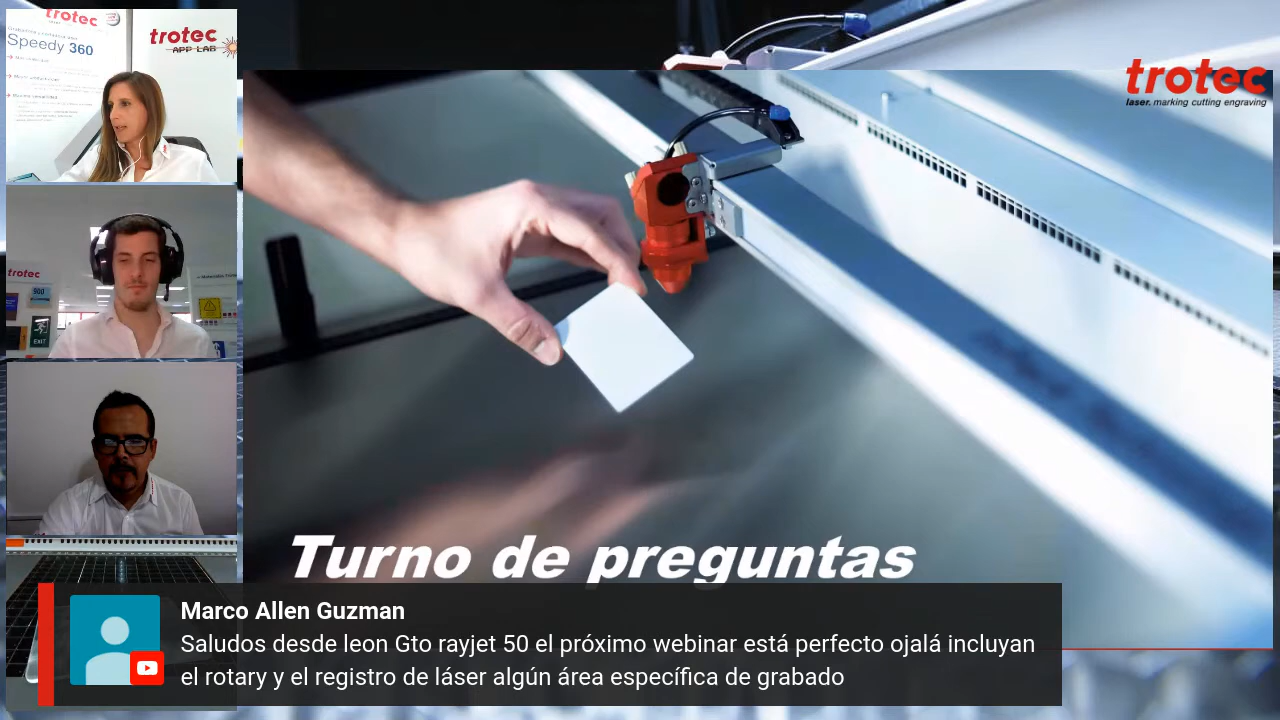 trotec
Speedy 360
trotec
APP LAB
trotec
laser. marking cutting engraving
trotec
900
EXIT
Turno de preguntas
Marco Allen Guzman
Saludos desde leon Gto rayjet 50 el próximo webinar está perfecto ojalá incluyan
el rotary y el registro de láser algún área específica de grabado